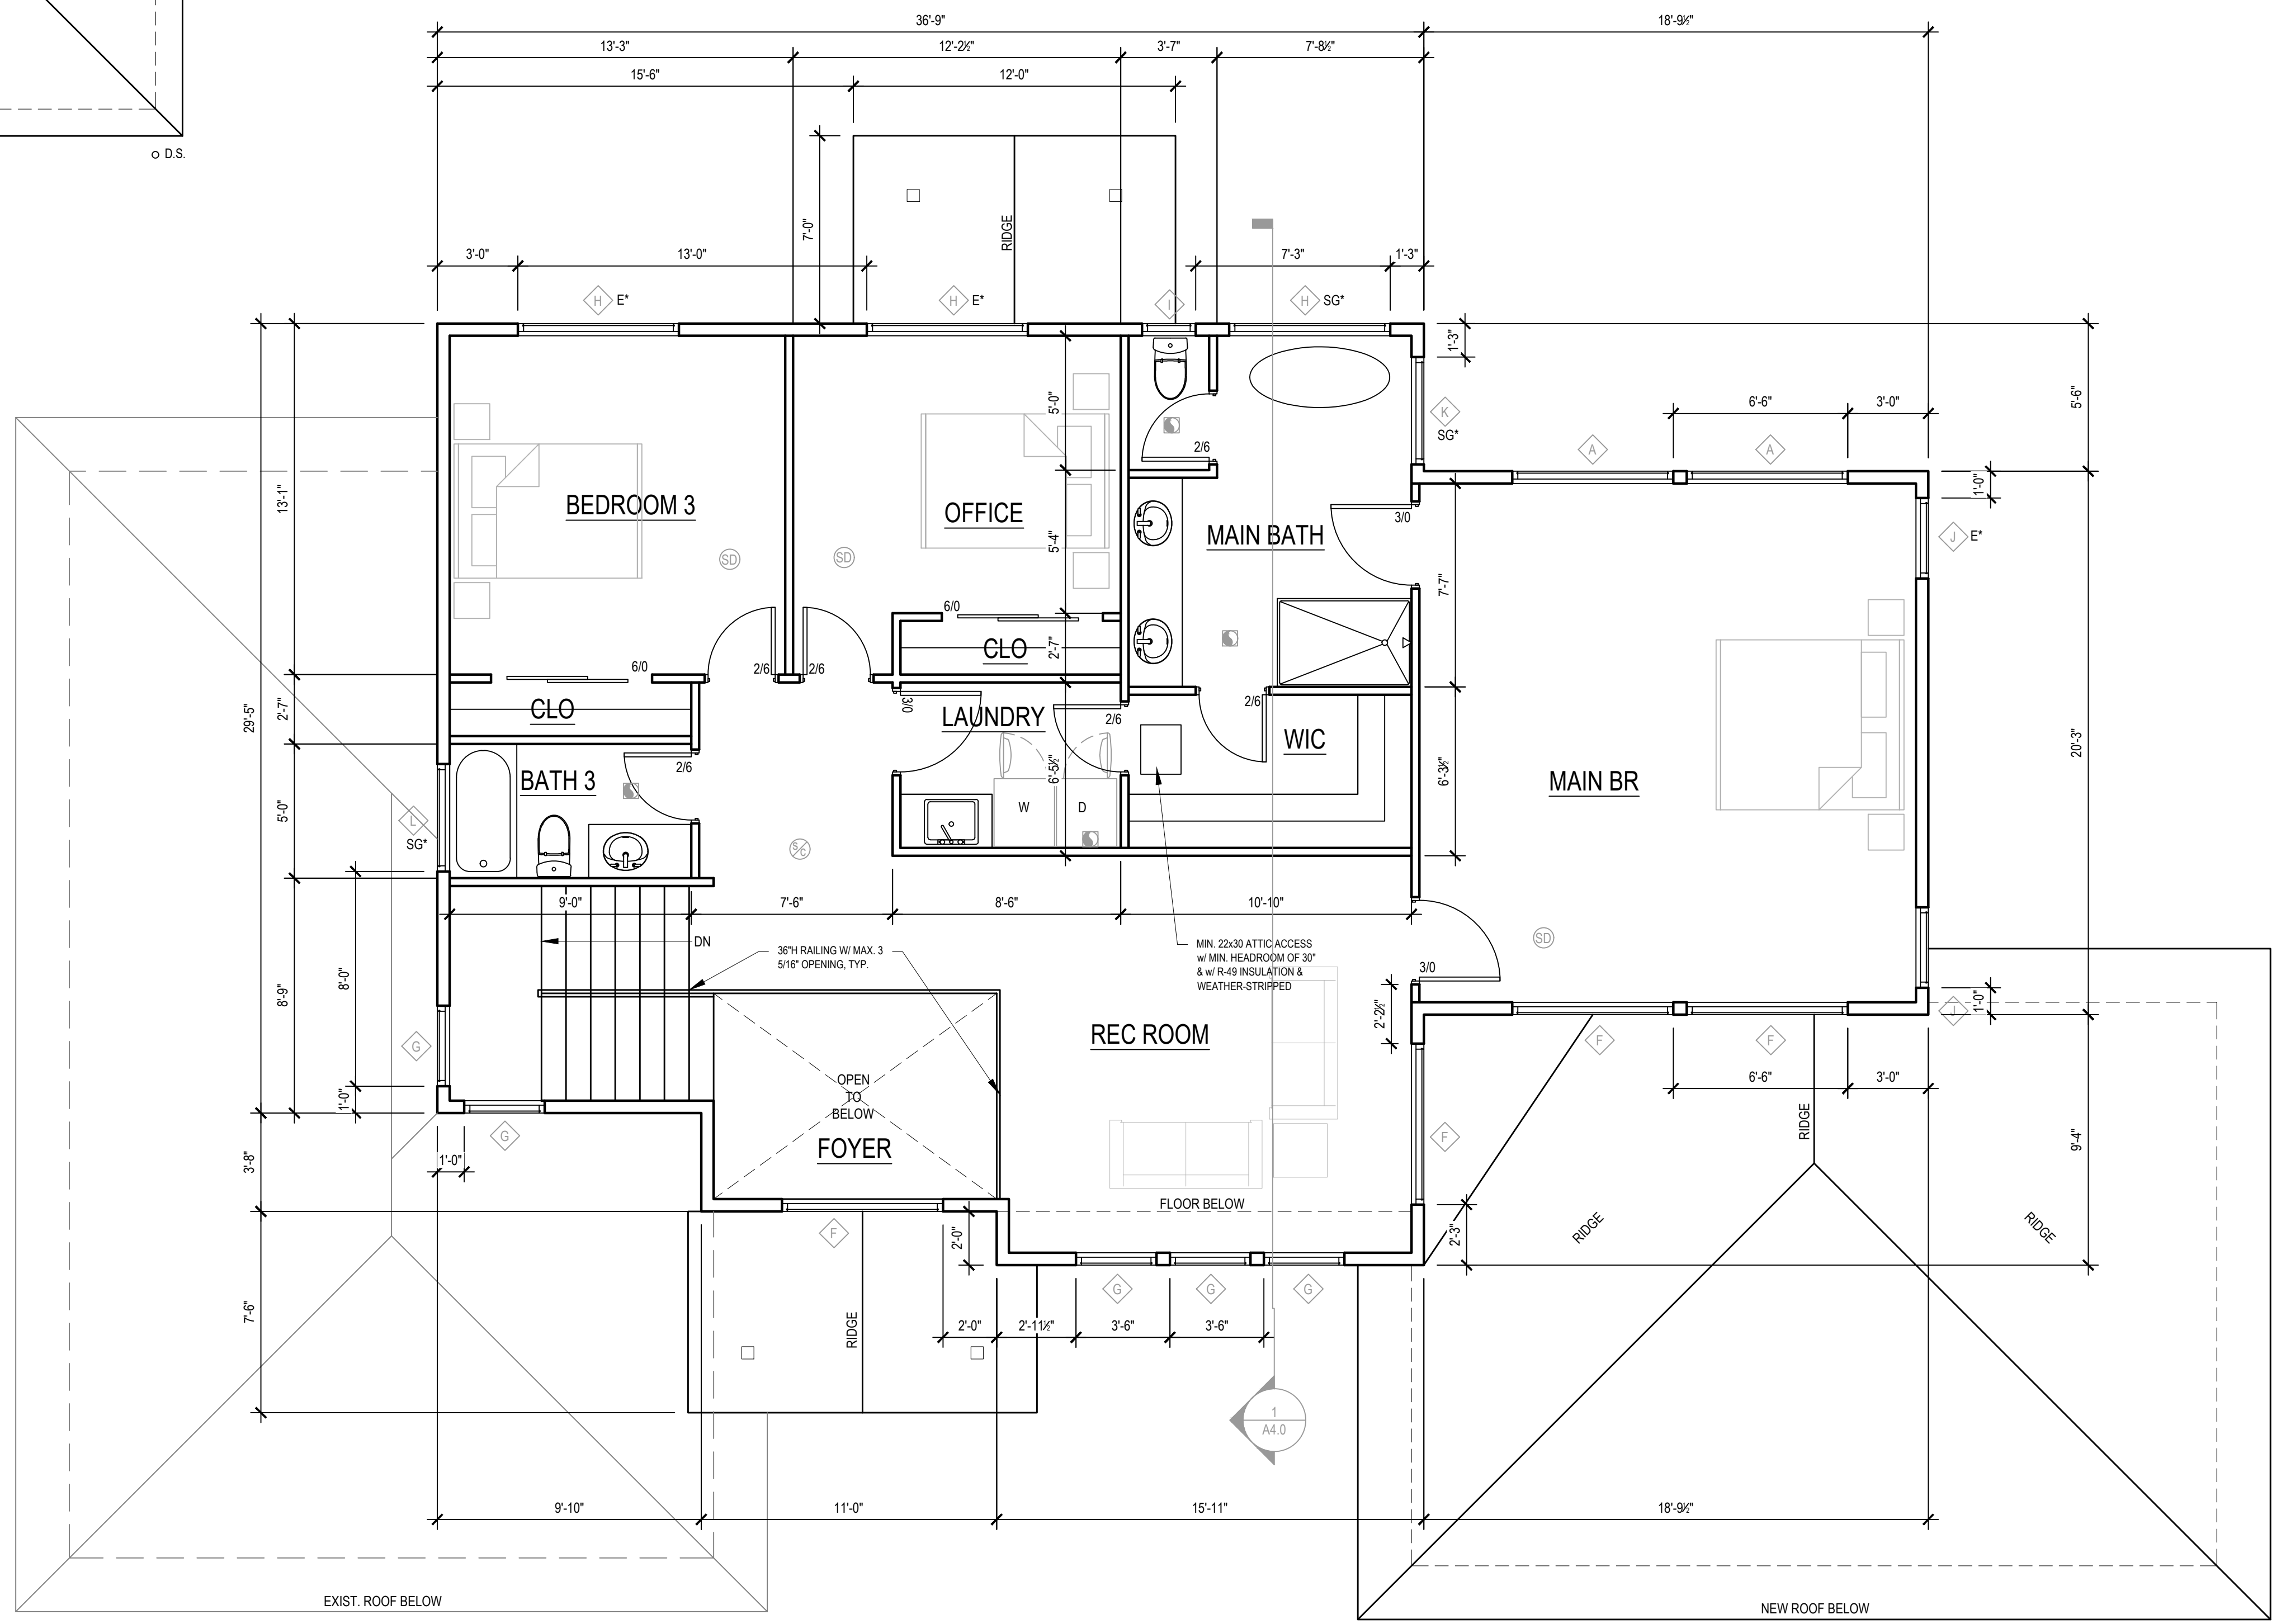 36'-9"
18'-9½"
13'-3"
12'-2½"
3'-7"
7'-8½"
15'-6"
12'-0"
D.S.
7'-0"
RIDGE
3'-0"
13'-0"
7'-3"
1'-3"
H E*
H E*
I
H SG*
1'-3"
5'-6"
K
SG*
6'-6"
3'-0"
A
A
1'-0"
J E*
13'-1"
5'-0"
2/6
BEDROOM 3
OFFICE
MAIN BATH
3/0
SD
SD
5'-4"
7'-7"
6/0
CLO
2'-7"
6/0
2/6
2/6
29'-5"
2'-7"
CLO
3/0
LAUNDRY
2/6
2/6
WIC
20'-3"
BATH 3
2/6
6'-5½"
6'-3½"
MAIN BR
5'-0"
L
SG*
W
D
S/C
9'-0"
7'-6"
8'-6"
10'-10"
DN
36"H RAILING W/ MAX. 3
5/16" OPENING, TYP.
MIN. 22x30 ATTIC ACCESS
w/ MIN. HEADROOM OF 30"
& w/ R-49 INSULATION &
WEATHER-STRIPPED
SD
3/0
8'-9"
8'-0"
1'-0"
G
REC ROOM
2'-2½"
1'-0"
J
F
F
6'-6"
3'-0"
OPEN
TO
BELOW
FOYER
G
1'-0"
3'-8"
F
RIDGE
9'-4"
FLOOR BELOW
F
2'-0"
2'-3"
RIDGE
RIDGE
G
G
G
7'-6"
RIDGE
2'-0"
2'-11½"
3'-6"
3'-6"
1
A4.0
9'-10"
11'-0"
15'-11"
18'-9½"
EXIST. ROOF BELOW
NEW ROOF BELOW